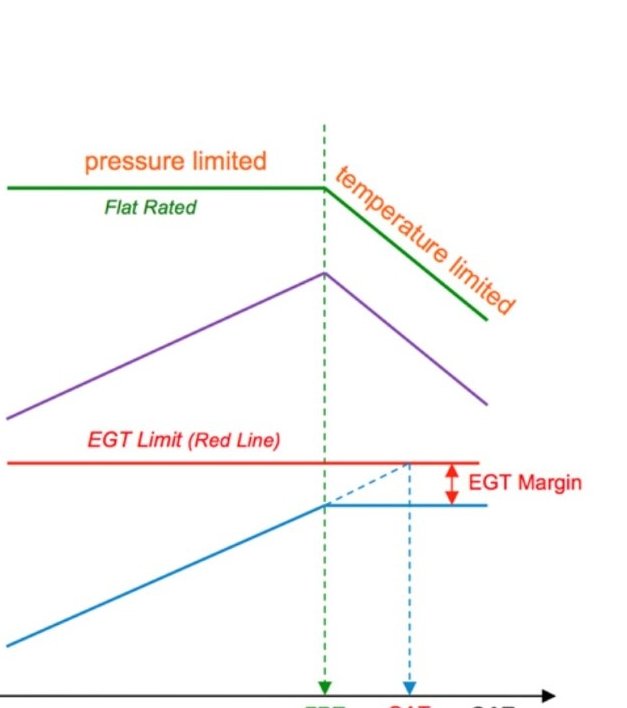 pressure limited
temperature limited
Flat Rated
EGT Limit (Red Line)
EGT Margin